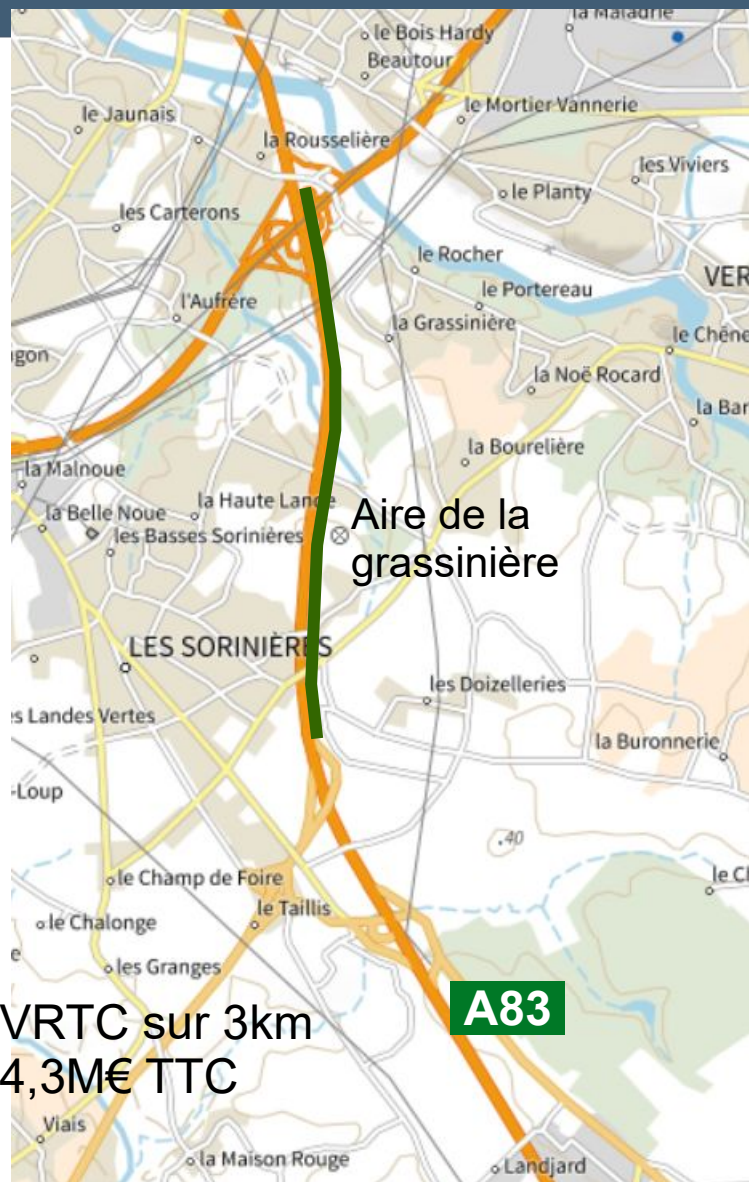 la Maladrie
le Bois Hardy
Beautour
le Jaunais
le Mortier Vannerie
la Rousselière
les Viviers
le Planty
les Carterons
le Rocher
VER
l'Aufrére
le Portereau
la Grassinière
le Chêne
gon
la Noë Rocard
la Bar
la Bourelière
la Malnoue
la Haute Lande
la Belle Noue
les Basses Sorinières
Aire de la
grassinière
LES SORINIÈRES
les Doizelleries
s Landes Vertes
la Buronnerie
-Loup
40
le Champ de Foire
le Ch
le Chalonge
le Taillis
e
les Granges
A83
VRTC sur 3km
4,3M€ TTC
Viais
la Maison Rouge
Landjard